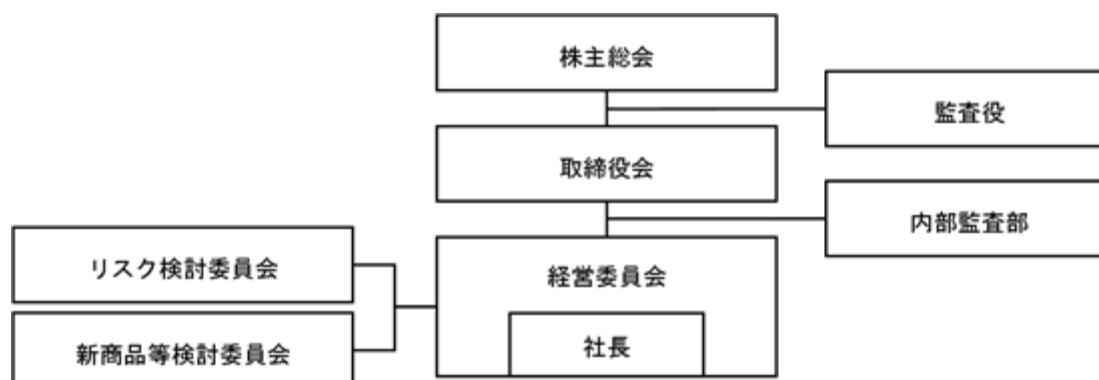 株主総会
監査役
取締役会
内部監査部
経営委員会
リスク検討委員会
社長
新商品等検討委員会